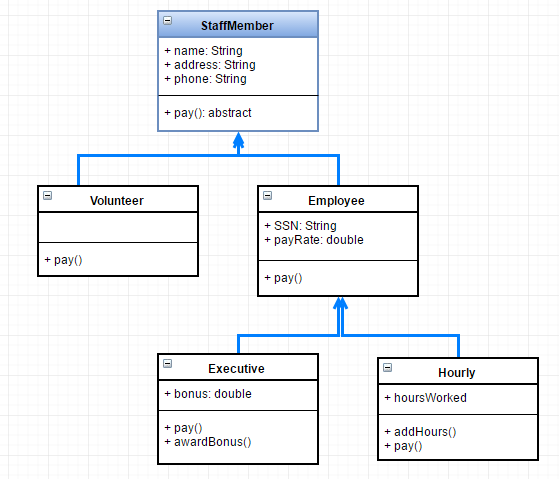 StaffMember
+ name: String
+ address: String
+ phone: String
+ pay(): abstract
Volunteer
+ pay()
Employee
+ SSN: String
+ payRate: double
+ pay()
Executive
+ bonus: double
+ pay()
+ awardBonus()
Hourly
+ hoursWorked
+ addHours()
+ pay()